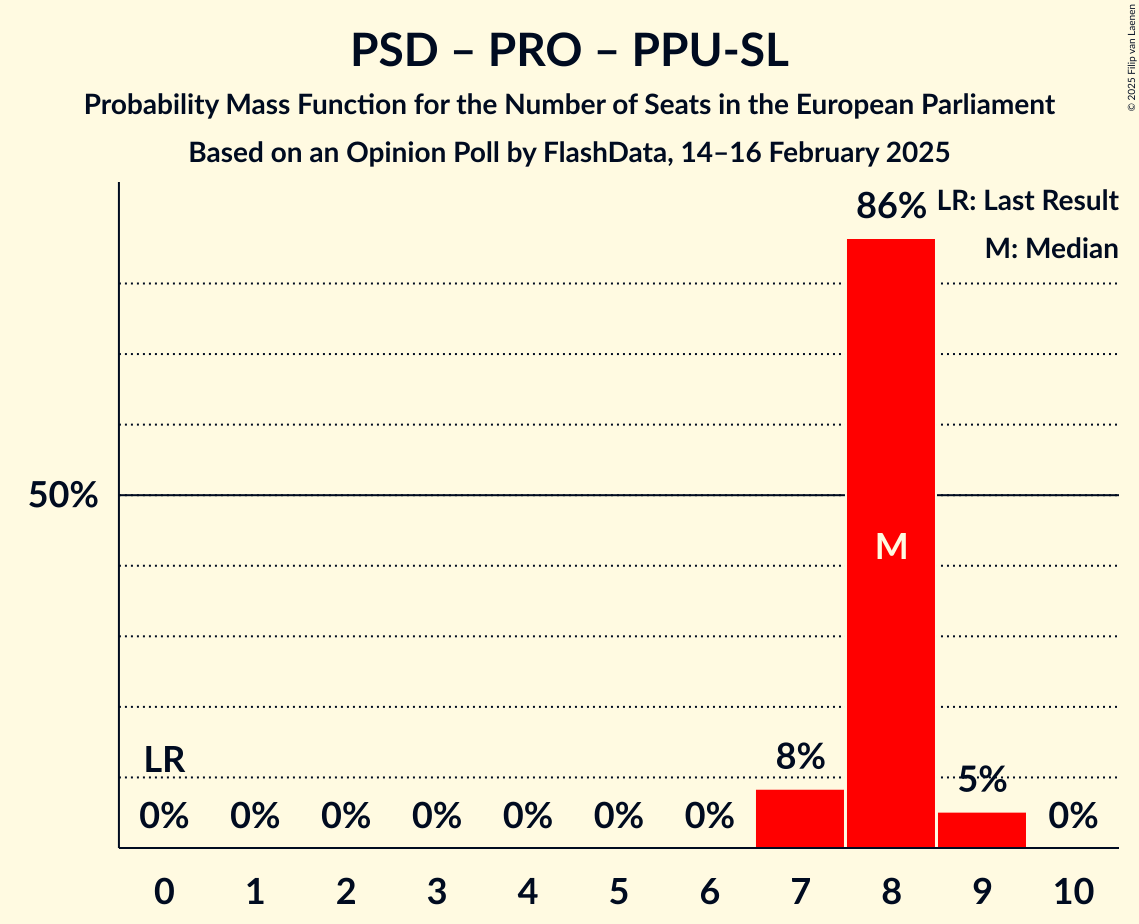 PSD – PRO – PPU-SL
Probability Mass Function for the Number of Seats in the European Parliament
Based on an Opinion Poll by FlashData, 14–16 February 2025
© 2025 Filip van Laenen
LR: Last Result
M: Median
86%
50%
M
LR
8%
5%
0% 0% 0% 0% 0% 0% 0% 0%
0 1 2 3 4 5 6 7 8 9 10